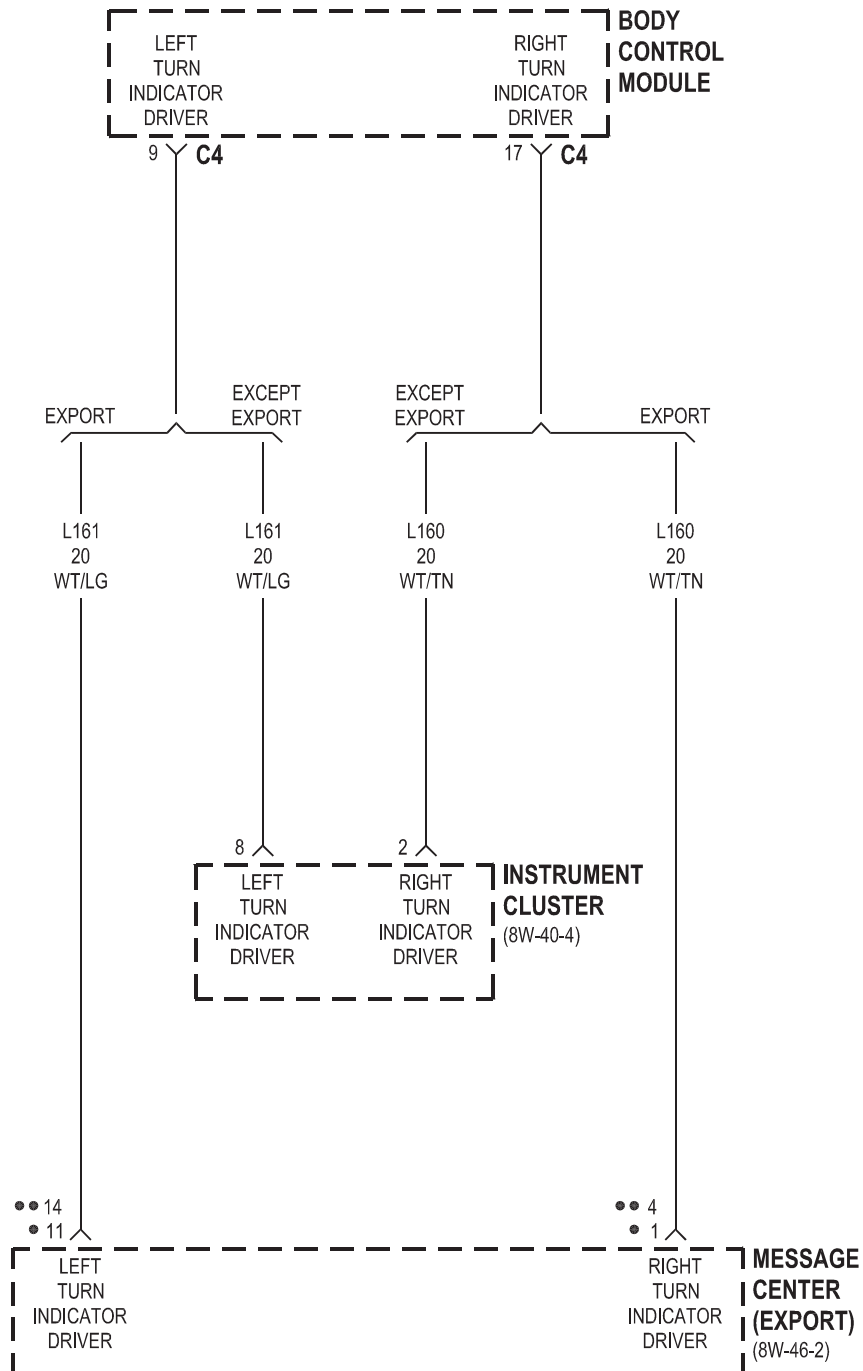 BODY
CONTROL
MODULE
LEFT
TURN
INDICATOR
DRIVER
RIGHT
TURN
INDICATOR
DRIVER
9 C4
17 C4
EXPORT
EXCEPT
EXPORT
EXCEPT
EXPORT
EXPORT
L161
20
WT/LG
L161
20
WT/LG
L160
20
WT/TN
L160
20
WT/TN
8
2
LEFT
TURN
INDICATOR
DRIVER
RIGHT
TURN
INDICATOR
DRIVER
INSTRUMENT
CLUSTER
(8W-40-4)
●● 14
● 11
●● 4
● 1
LEFT
TURN
INDICATOR
DRIVER
RIGHT
TURN
INDICATOR
DRIVER
MESSAGE
CENTER
(EXPORT)
(8W-46-2)